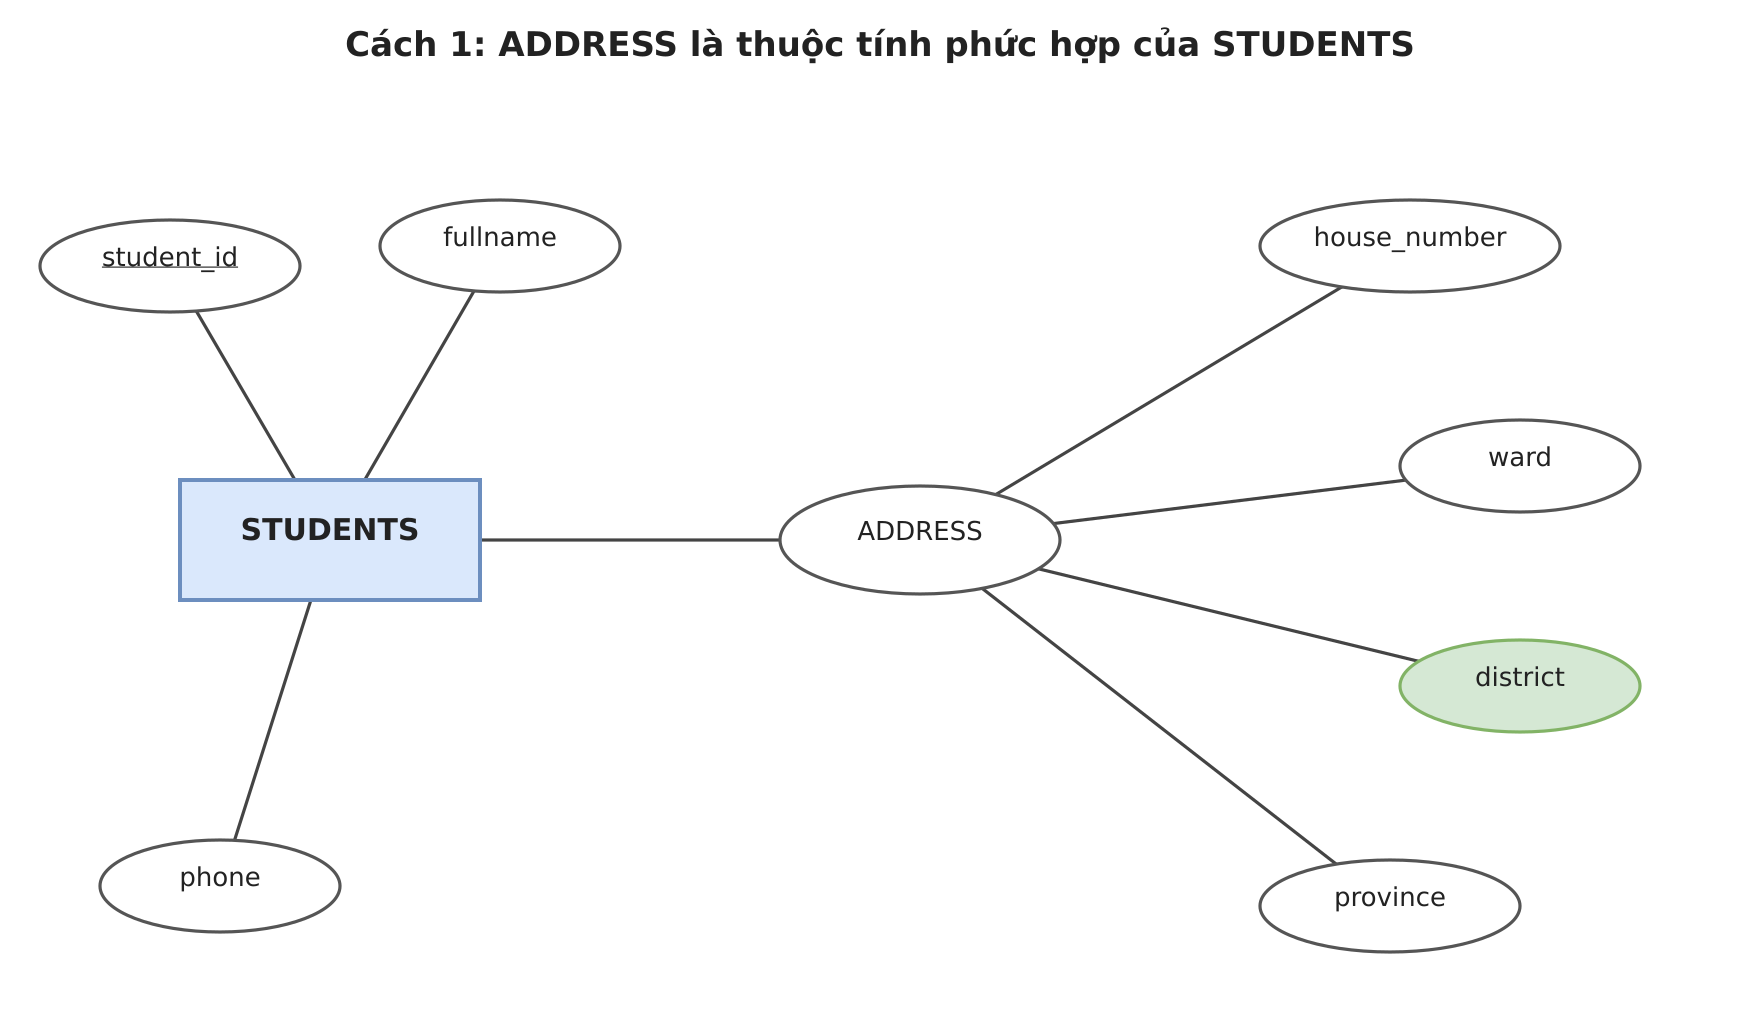 Cách 1: ADDRESS là thuộc tính phức hợp của STUDENTS
student_id
fullname
house_number
ward
STUDENTS
ADDRESS
district
phone
province